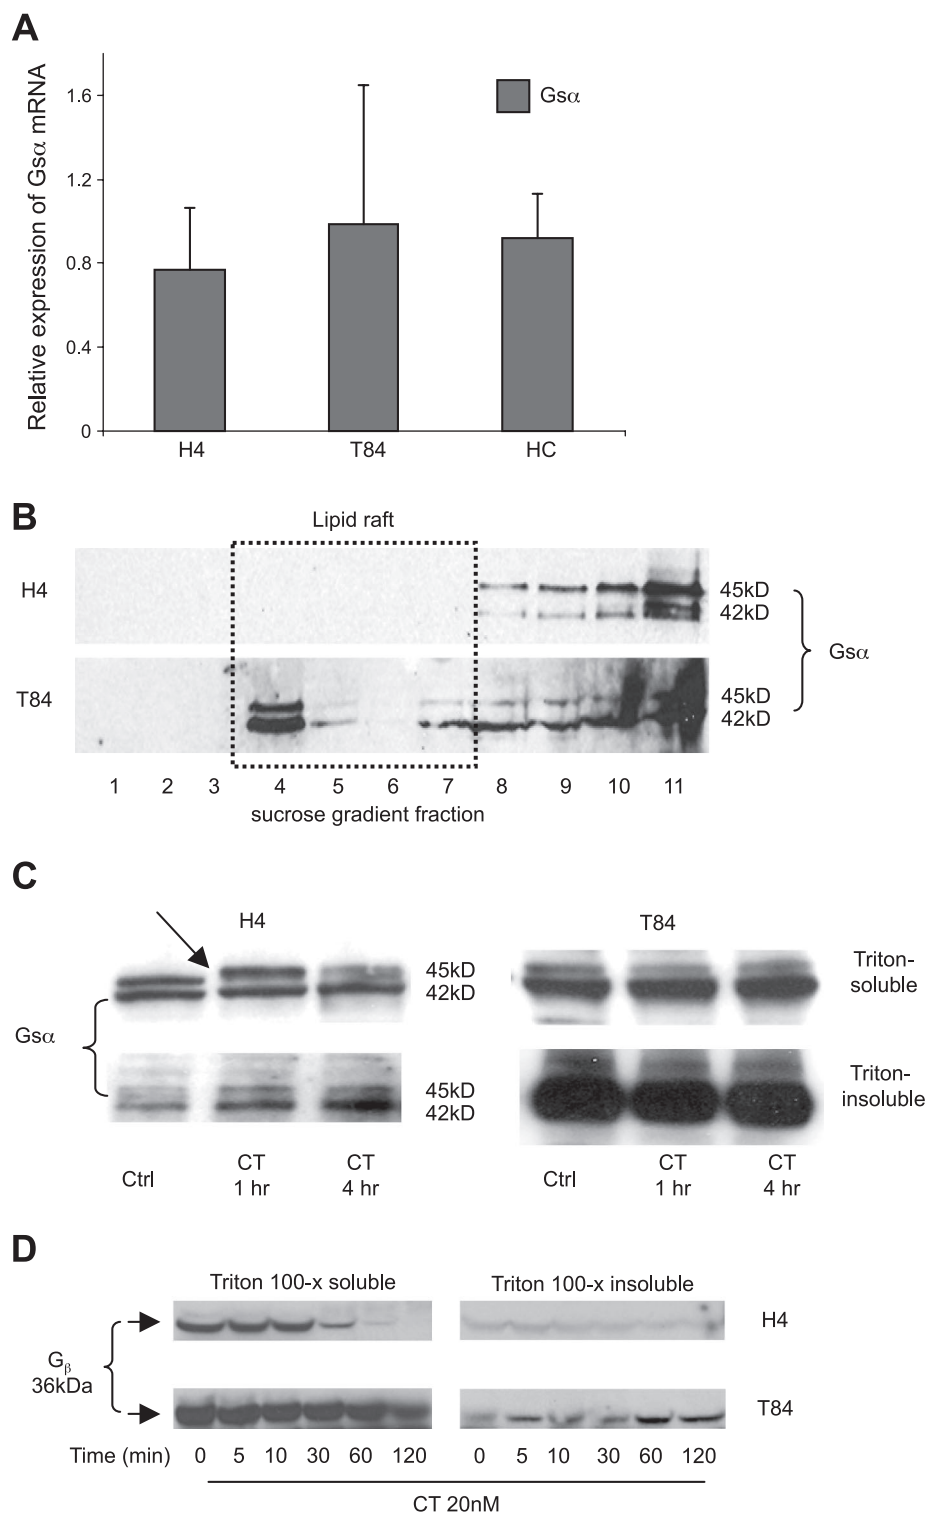 A
Relative expression of Gsα mRNA
1.6
1.2
0.8
0.4
0
Gsα
H4 T84 HC
B
Lipid raft
H4
45kD
42kD
Gsα
T84
45kD
42kD
1 2 3 4 5 6 7 8 9 10 11
sucrose gradient fraction
C
H4
T84
45kD
42kD
Triton-
soluble
Gsα
45kD
42kD
Triton-
insoluble
Ctrl
CT
1 hr
CT
4 hr
Ctrl
CT
1 hr
CT
4 hr
D
Triton 100-x soluble
Triton 100-x insoluble
H4
Gβ
36kDa
T84
Time (min) 0 5 10 30 60 120 0 5 10 30 60 120
CT 20nM